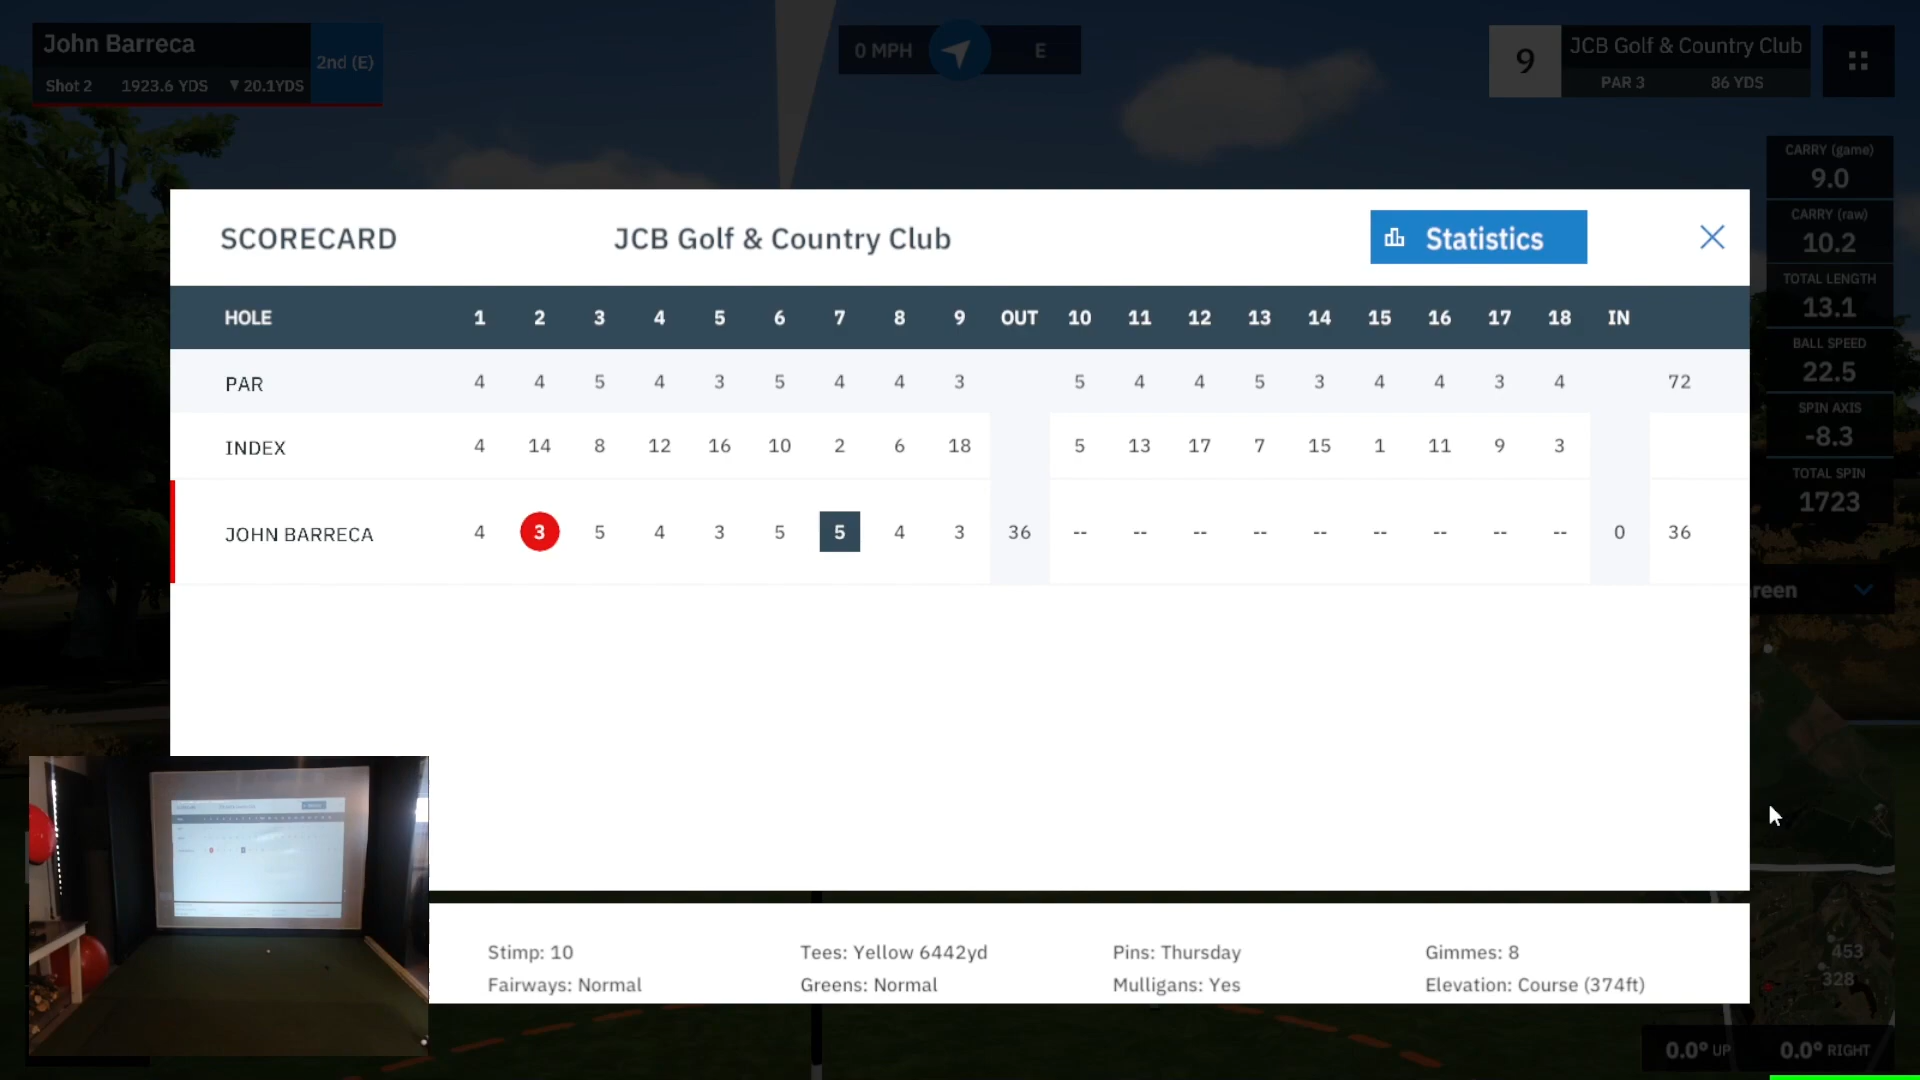 John Barreca
2nd (E)
Shot 2 1923.6 YDS ▼20.1YDS
0 MPH E
9
JCB Golf & Country Club
PAR 3 86 YDS
CARRY (game)
9.0
CARRY (raw)
10.2
TOTAL LENGTH
13.1
BALL SPEED
22.5
SPIN AXIS
-8.3
TOTAL SPIN
1723
SCORECARD JCB Golf & Country Club Statistics
HOLE 1 2 3 4 5 6 7 8 9 OUT 10 11 12 13 14 15 16 17 18 IN
PAR 4 4 5 4 3 5 4 4 3 5 4 4 5 3 4 4 3 4 72
INDEX 4 14 8 12 16 10 2 6 18 5 13 17 7 15 1 11 9 3
JOHN BARRECA 4 3 5 4 3 5 5 4 3 36 -- -- -- -- -- -- -- -- -- 0 36
Stimp: 10 Tees: Yellow 6442yd Pins: Thursday Gimmes: 8
Fairways: Normal Greens: Normal Mulligans: Yes Elevation: Course (374ft)
453
328
0.0° UP 0.0° RIGHT